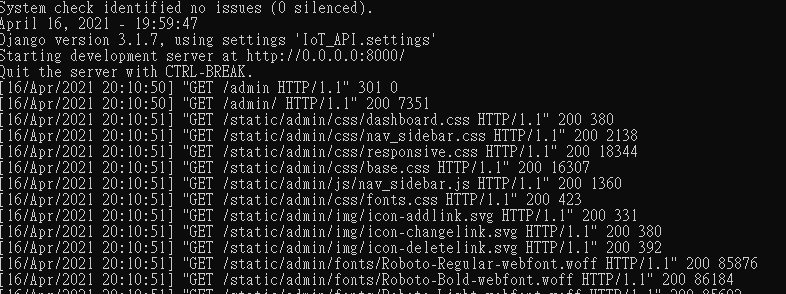 System check identified no issues (0 silenced).
April 16, 2021 - 19:59:47
Django version 3.1.7, using settings 'IoT_API.settings'
Starting development server at http://0.0.0.0:8000/
Quit the server with CTRL-BREAK.
[16/Apr/2021 20:10:50] "GET /admin HTTP/1.1" 301 0
[16/Apr/2021 20:10:50] "GET /admin/ HTTP/1.1" 200 7351
[16/Apr/2021 20:10:51] "GET /static/admin/css/dashboard.css HTTP/1.1" 200 380
[16/Apr/2021 20:10:51] "GET /static/admin/css/nav_sidebar.css HTTP/1.1" 200 2138
[16/Apr/2021 20:10:51] "GET /static/admin/css/responsive.css HTTP/1.1" 200 18344
[16/Apr/2021 20:10:51] "GET /static/admin/css/base.css HTTP/1.1" 200 16307
[16/Apr/2021 20:10:51] "GET /static/admin/js/nav_sidebar.js HTTP/1.1" 200 1360
[16/Apr/2021 20:10:51] "GET /static/admin/css/fonts.css HTTP/1.1" 200 423
[16/Apr/2021 20:10:51] "GET /static/admin/img/icon-addlink.svg HTTP/1.1" 200 331
[16/Apr/2021 20:10:51] "GET /static/admin/img/icon-changelink.svg HTTP/1.1" 200 380
[16/Apr/2021 20:10:51] "GET /static/admin/img/icon-deletelink.svg HTTP/1.1" 200 392
[16/Apr/2021 20:10:51] "GET /static/admin/fonts/Roboto-Regular-webfont.woff HTTP/1.1" 200 85876
[16/Apr/2021 20:10:51] "GET /static/admin/fonts/Roboto-Bold-webfont.woff HTTP/1.1" 200 86184